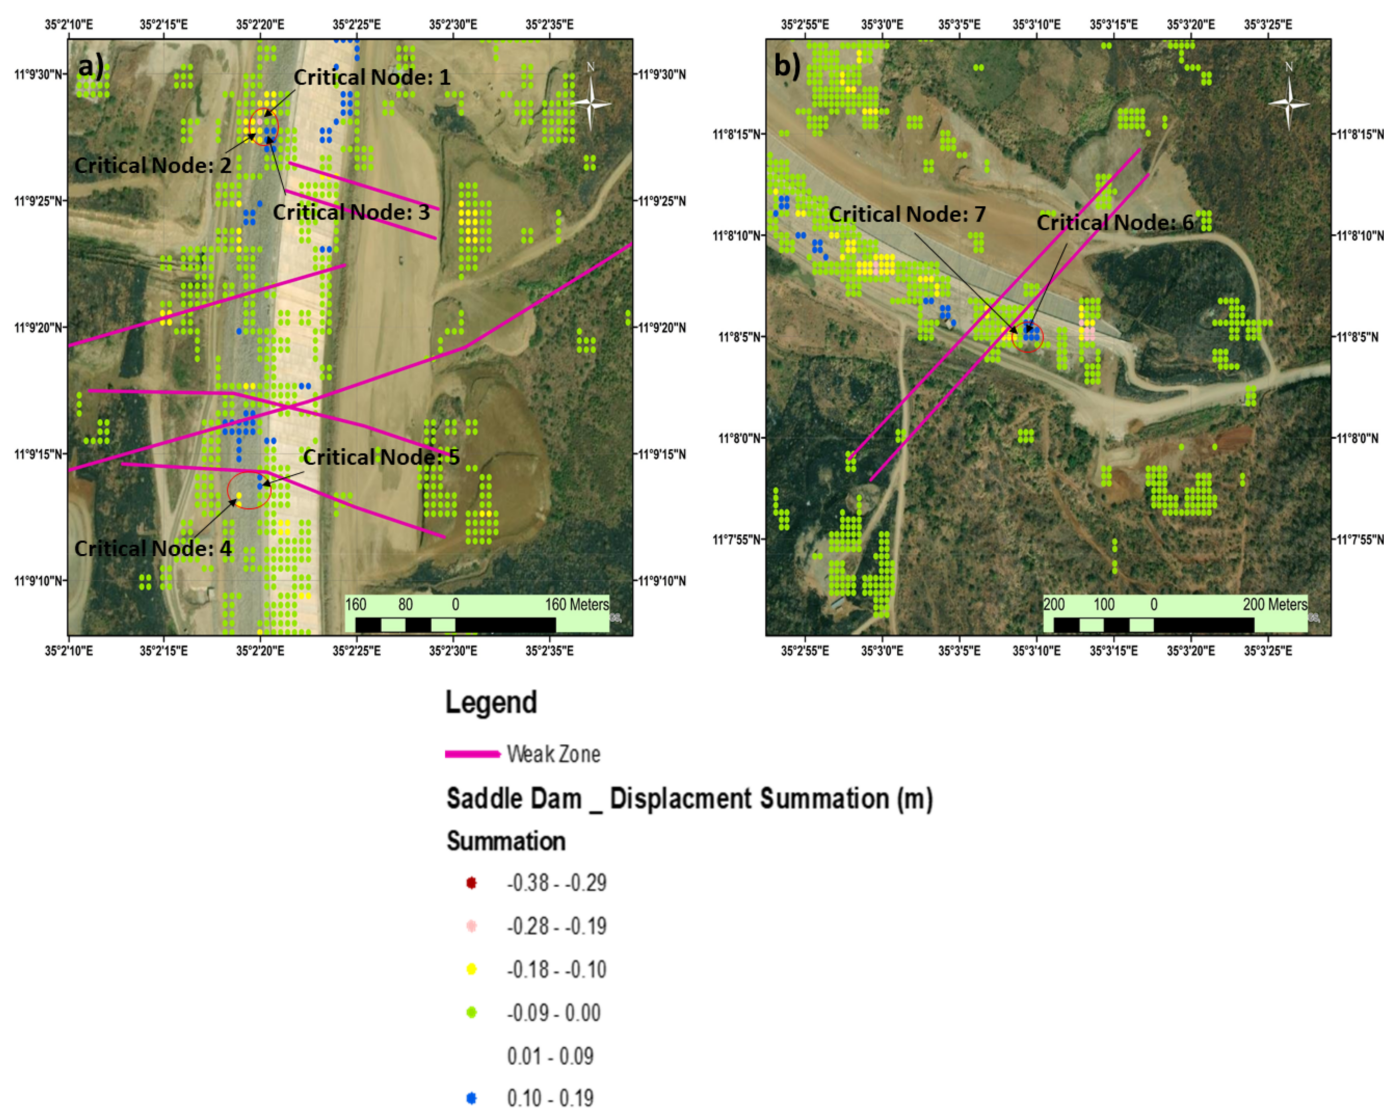 35°2'10"E 35°2'15"E 35°2'20"E 35°2'25"E 35°2'30"E 35°2'35"E
a)
11°9'30"N
11°9'25"N
11°9'20"N
11°9'15"N
11°9'10"N
Critical Node: 1
Critical Node: 2
Critical Node: 3
Critical Node: 5
Critical Node: 4
N
11°9'30"N
11°9'25"N
11°9'20"N
11°9'15"N
11°9'10"N
160 80 0 160 Meters
35°2'10"E 35°2'15"E 35°2'20"E 35°2'25"E 35°2'30"E 35°2'35"E
35°2'55"E 35°3'0"E 35°3'5"E 35°3'10"E 35°3'15"E 35°3'20"E 35°3'25"E
b)
11°8'15"N
11°8'10"N
11°8'5"N
11°8'0"N
11°7'55"N
Critical Node: 7
Critical Node: 6
N
11°8'15"N
11°8'10"N
11°8'5"N
11°8'0"N
11°7'55"N
200 100 0 200 Meters
35°2'55"E 35°3'0"E 35°3'5"E 35°3'10"E 35°3'15"E 35°3'20"E 35°3'25"E
Legend
Weak Zone
Saddle Dam _ Displacment Summation (m)
Summation
-0.38 - -0.29
-0.28 - -0.19
-0.18 - -0.10
-0.09 - 0.00
0.01 - 0.09
0.10 - 0.19